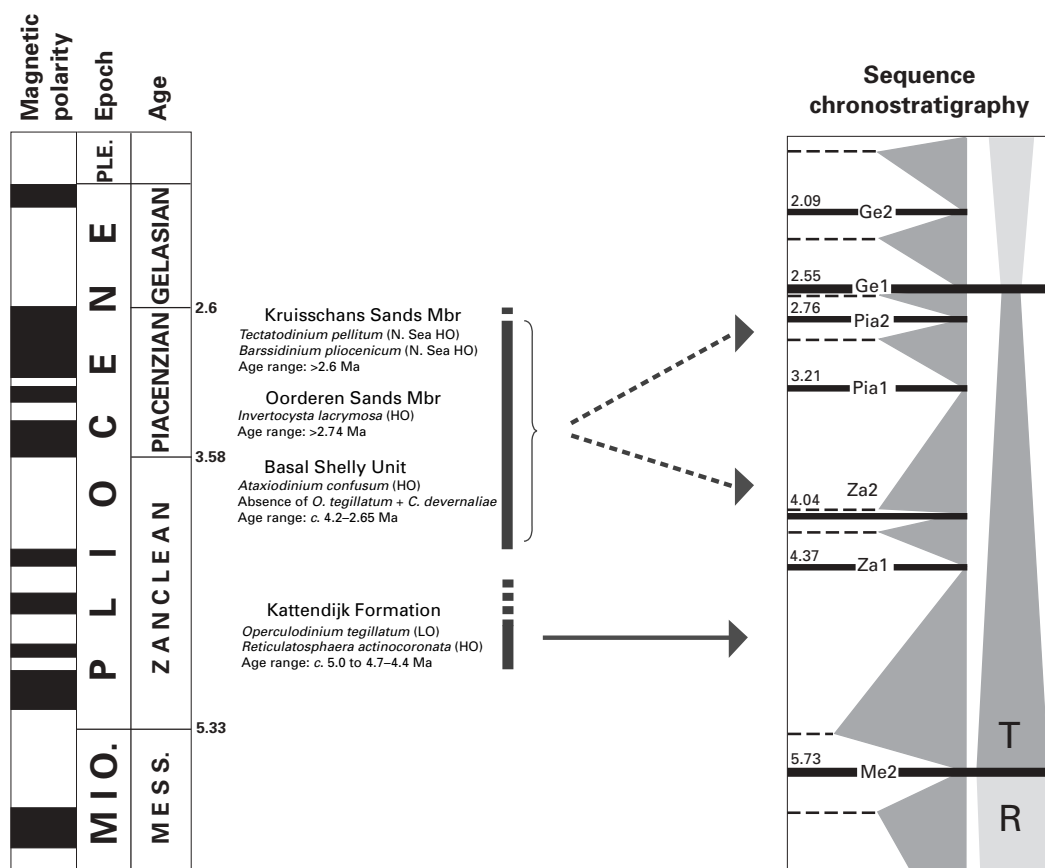 Magnetic
polarity
Epoch
Age
PLE.
PLIOCENE
MIO.
GELASIAN
PIACENZIAN
ZANCLEAN
MESS.
2.6
3.58
5.33
Kruisschans Sands Mbr
Tectatodinium pellitum (N. Sea HO)
Barssidinium pliocenicum (N. Sea HO)
Age range: >2.6 Ma
Oorderen Sands Mbr
Invertocysta lacrymosa (HO)
Age range: >2.74 Ma
Basal Shelly Unit
Ataxiodinium confusum (HO)
Absence of O. tegillatum + C. devernaliae
Age range: c. 4.2–2.65 Ma
Kattendijk Formation
Operculodinium tegillatum (LO)
Reticulatosphaera actinocoronata (HO)
Age range: c. 5.0 to 4.7–4.4 Ma
Sequence
chronostratigraphy
2.09
Ge2
2.55
Ge1
2.76
Pia2
3.21
Pia1
Za2
4.04
4.37
Za1
T
5.73
Me2
R